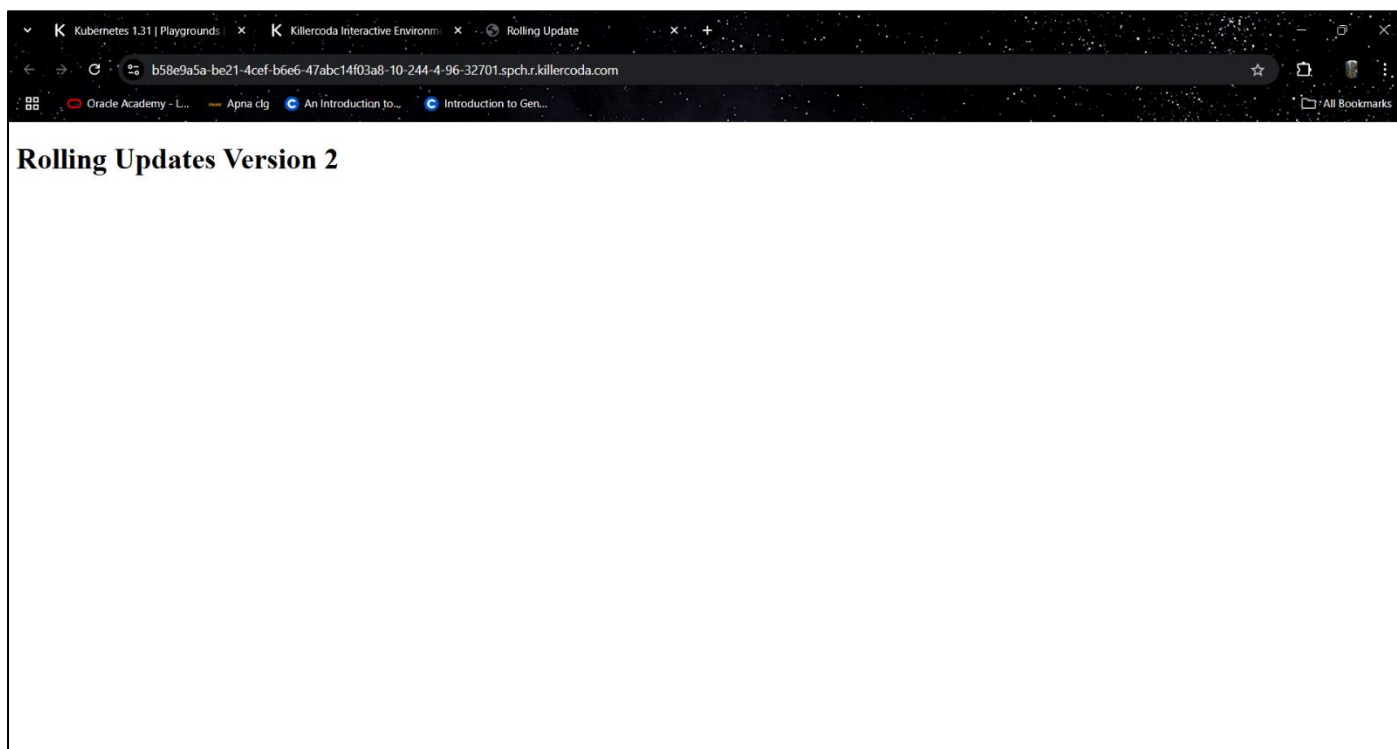 Kubernetes 1.31 | Playgrounds
Killercoda Interactive Environm
Rolling Update
b58e9a5a-be21-4cef-b6e6-47abc14f03a8-10-244-4-96-32701.spch.r.killercoda.com
Oracle Academy - L... Apna clg An Introduction to... Introduction to Gen... All Bookmarks
Rolling Updates Version 2